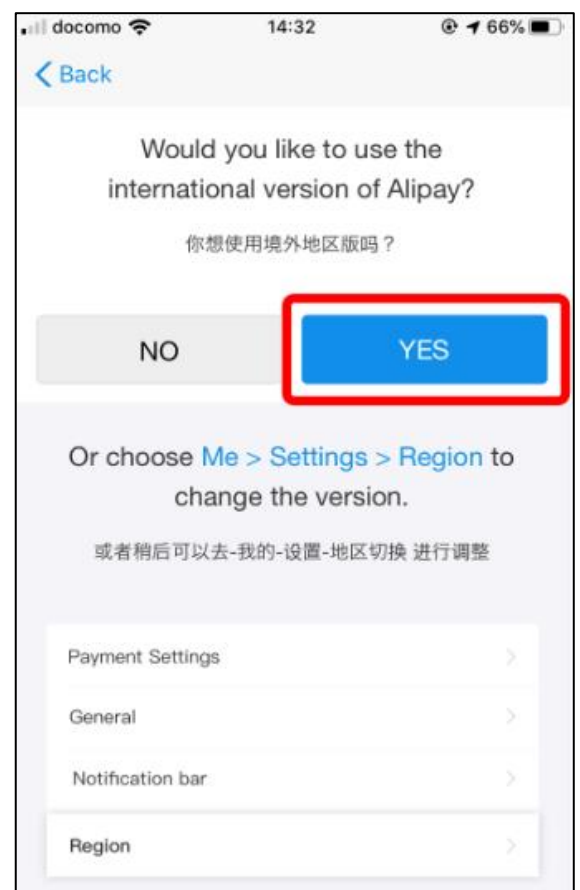 docomo 14:32 66%
Back
Would you like to use the
international version of Alipay?
你想使用境外地区版吗？
NO YES
Or choose Me > Settings > Region to
change the version.
或者稍后可以去-我的-设置-地区切换 进行调整
Payment Settings
General
Notification bar
Region